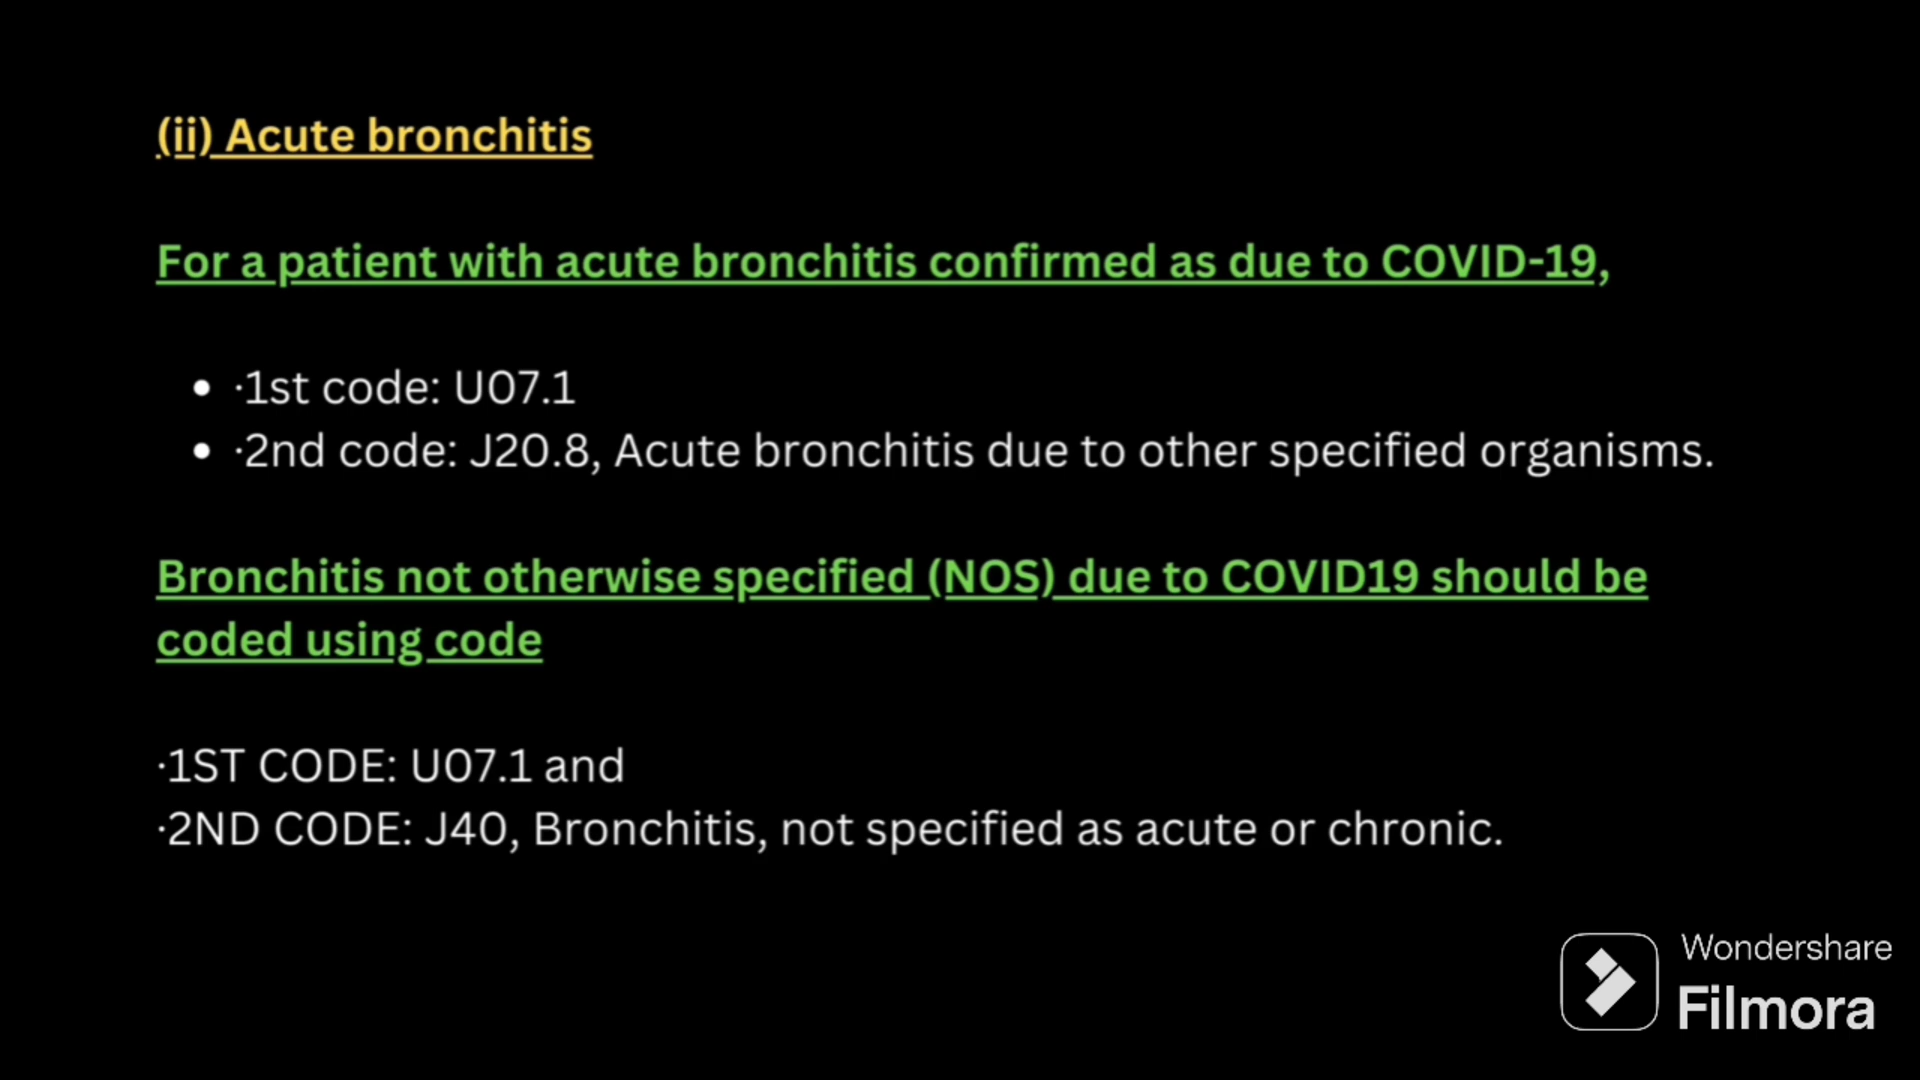 (ii) Acute bronchitis
For a patient with acute bronchitis confirmed as due to COVID-19,
• ·1st code: U07.1
• ·2nd code: J20.8, Acute bronchitis due to other specified organisms.
Bronchitis not otherwise specified (NOS) due to COVID19 should be
coded using code
·1ST CODE: U07.1 and
·2ND CODE: J40, Bronchitis, not specified as acute or chronic.
Wondershare
Filmora